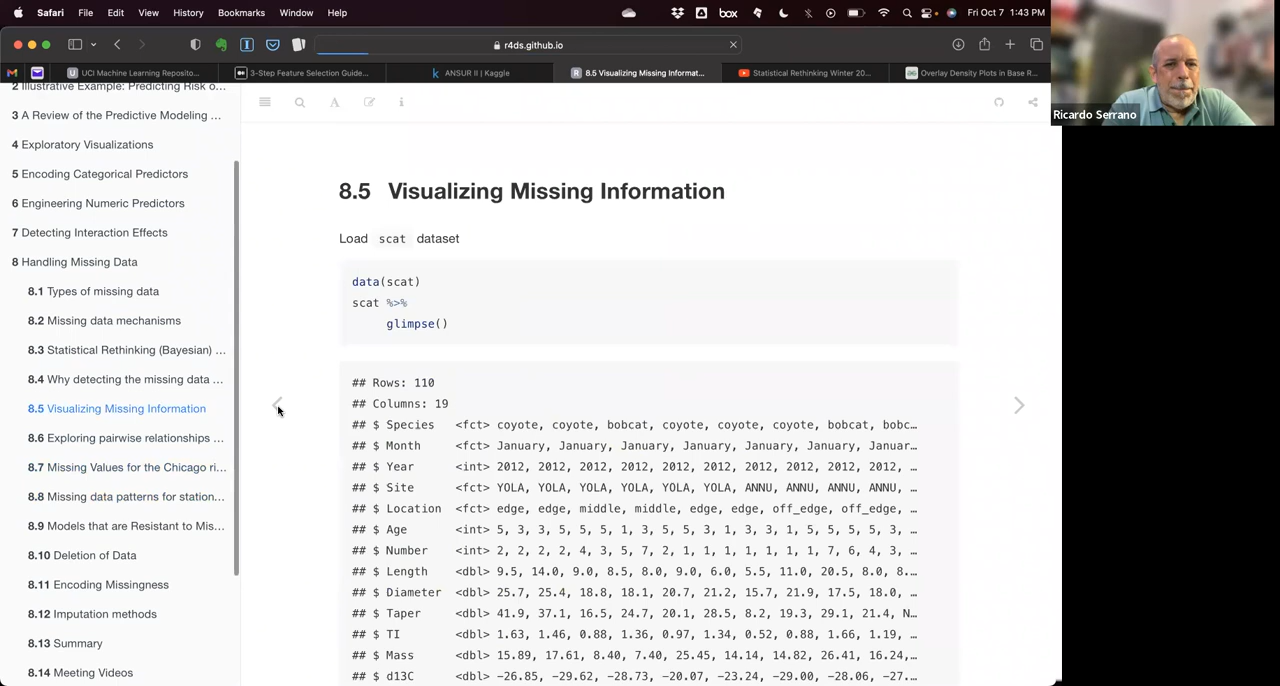 Safari File Edit View History Bookmarks Window Help box Fri Oct 7 1:43 PM
r4ds.github.io
UCI Machine Learning Reposito... 3-Step Feature Selection Guide... ANSUR II | Kaggle 8.5 Visualizing Missing Informat... Statistical Rethinking Winter 20... Overlay Density Plots in Base R...
Ricardo Serrano
2 Illustrative Example: Predicting Risk o...
3 A Review of the Predictive Modeling ...
4 Exploratory Visualizations
5 Encoding Categorical Predictors
6 Engineering Numeric Predictors
7 Detecting Interaction Effects
8 Handling Missing Data
8.1 Types of missing data
8.2 Missing data mechanisms
8.3 Statistical Rethinking (Bayesian) ...
8.4 Why detecting the missing data ...
8.5 Visualizing Missing Information
8.6 Exploring pairwise relationships ...
8.7 Missing Values for the Chicago ri...
8.8 Missing data patterns for station...
8.9 Models that are Resistant to Mis...
8.10 Deletion of Data
8.11 Encoding Missingness
8.12 Imputation methods
8.13 Summary
8.14 Meeting Videos
8.5 Visualizing Missing Information
Load scat dataset
data(scat)
scat %>%
glimpse()
## Rows: 110
## Columns: 19
## $ Species <fct> coyote, coyote, bobcat, coyote, coyote, coyote, bobcat, bobc…
## $ Month <fct> January, January, January, January, January, January, Januar…
## $ Year <int> 2012, 2012, 2012, 2012, 2012, 2012, 2012, 2012, 2012, …
## $ Site <fct> YOLA, YOLA, YOLA, YOLA, YOLA, YOLA, ANNU, ANNU, ANNU, ANNU, …
## $ Location <fct> edge, edge, middle, middle, edge, edge, off_edge, off_edge, …
## $ Age <int> 5, 3, 3, 5, 5, 5, 1, 3, 5, 5, 3, 1, 3, 3, 1, 5, 5, 5, 3, …
## $ Number <int> 2, 2, 2, 2, 4, 3, 5, 7, 2, 1, 1, 1, 1, 1, 1, 7, 6, 4, 3, …
## $ Length <dbl> 9.5, 14.0, 9.0, 8.5, 8.0, 9.0, 6.0, 5.5, 11.0, 20.5, 8.0, 8.…
## $ Diameter <dbl> 25.7, 25.4, 18.8, 18.1, 20.7, 21.2, 15.7, 21.9, 17.5, 18.0, …
## $ Taper <dbl> 41.9, 37.1, 16.5, 24.7, 20.1, 28.5, 8.2, 19.3, 29.1, 21.4, N…
## $ TI <dbl> 1.63, 1.46, 0.88, 1.36, 0.97, 1.34, 0.52, 0.88, 1.66, 1.19, …
## $ Mass <dbl> 15.89, 17.61, 8.40, 7.40, 25.45, 14.14, 14.82, 26.41, 16.24,…
## $ d13C <dbl> -26.85, -29.62, -28.73, -20.07, -23.24, -29.00, -28.06, -27.…